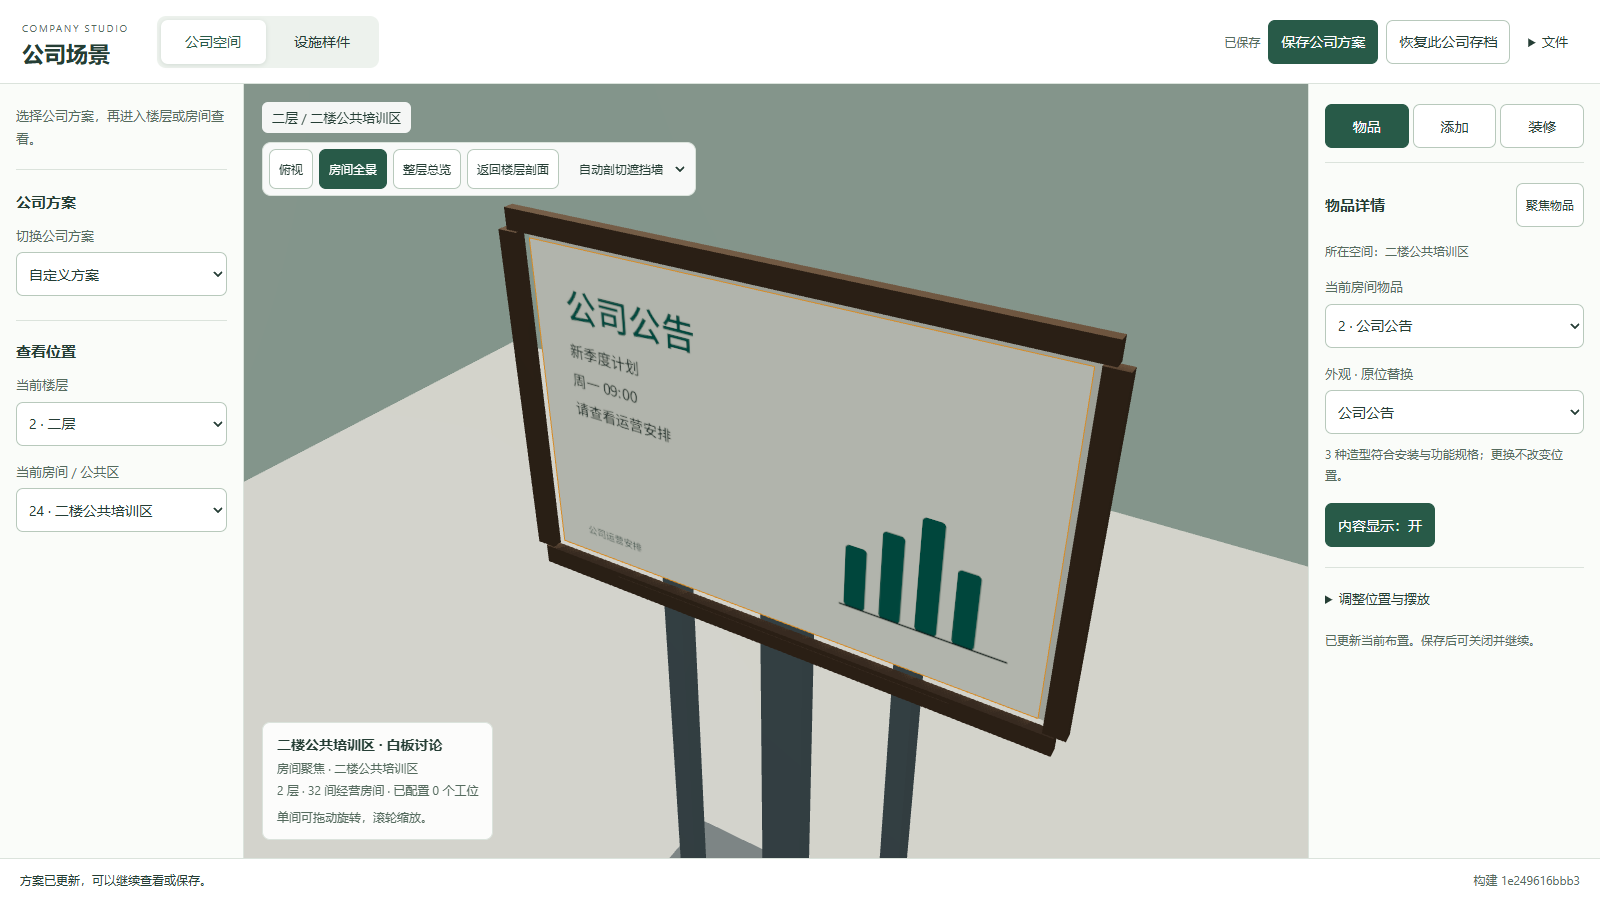 COMPANY STUDIO
公司场景
公司空间
设施样件
已保存
保存公司方案
恢复此公司存档
▶ 文件
选择公司方案，再进入楼层或房间查看。
公司方案
切换公司方案
自定义方案
查看位置
当前楼层
2 · 二层
当前房间 / 公共区
24 · 二楼公共培训区
二层 / 二楼公共培训区
俯视
房间全景
整层总览
返回楼层剖面
自动剖切遮挡墙
公司公告
新季度计划
周一 09:00
请查看运营安排
公司运营安排
二楼公共培训区 · 白板讨论
房间聚焦 · 二楼公共培训区
2 层 · 32 间经营房间 · 已配置 0 个工位
单间可拖动旋转，滚轮缩放。
物品
添加
装修
物品详情
聚焦物品
所在空间：二楼公共培训区
当前房间物品
2 · 公司公告
外观 · 原位替换
公司公告
3 种造型符合安装与功能规格；更换不改变位置。
内容显示：开
▶ 调整位置与摆放
已更新当前布置。保存后可关闭并继续。
方案已更新，可以继续查看或保存。
构建 1e249616bbb3